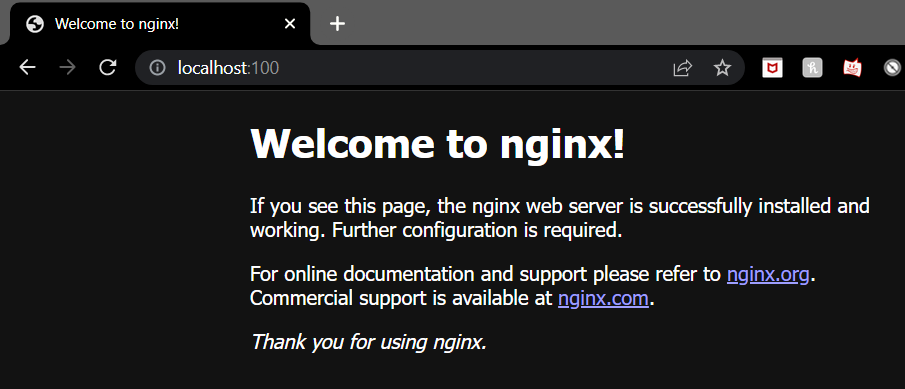 Welcome to nginx!
localhost:100
Welcome to nginx!
If you see this page, the nginx web server is successfully installed and
working. Further configuration is required.
For online documentation and support please refer to nginx.org.
Commercial support is available at nginx.com.
Thank you for using nginx.